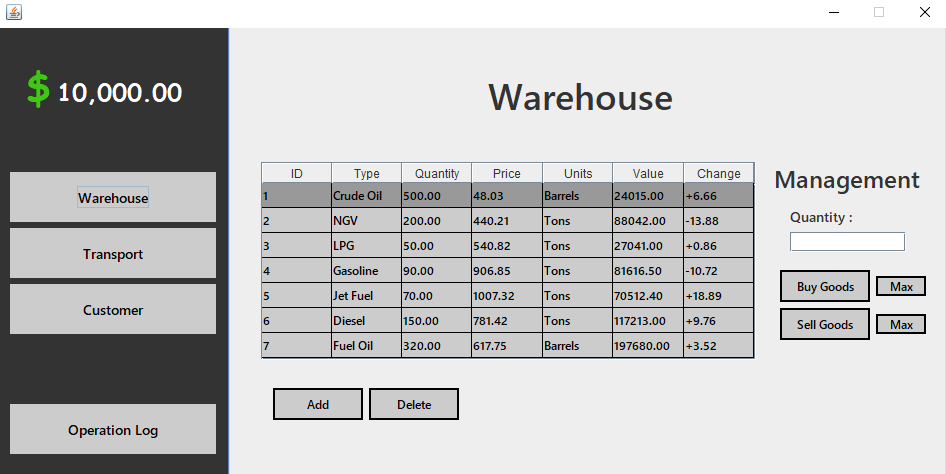 $ 10,000.00
Warehouse
Transport
Customer
Operation Log
Warehouse
ID Type Quantity Price Units Value Change
1 Crude Oil 500.00 48.03 Barrels 24015.00 +6.66
2 NGV 200.00 440.21 Tons 88042.00 -13.88
3 LPG 50.00 540.82 Tons 27041.00 +0.86
4 Gasoline 90.00 906.85 Tons 81616.50 -10.72
5 Jet Fuel 70.00 1007.32 Tons 70512.40 +18.89
6 Diesel 150.00 781.42 Tons 117213.00 +9.76
7 Fuel Oil 320.00 617.75 Barrels 197680.00 +3.52
Add Delete
Management
Quantity :
Buy Goods Max
Sell Goods Max